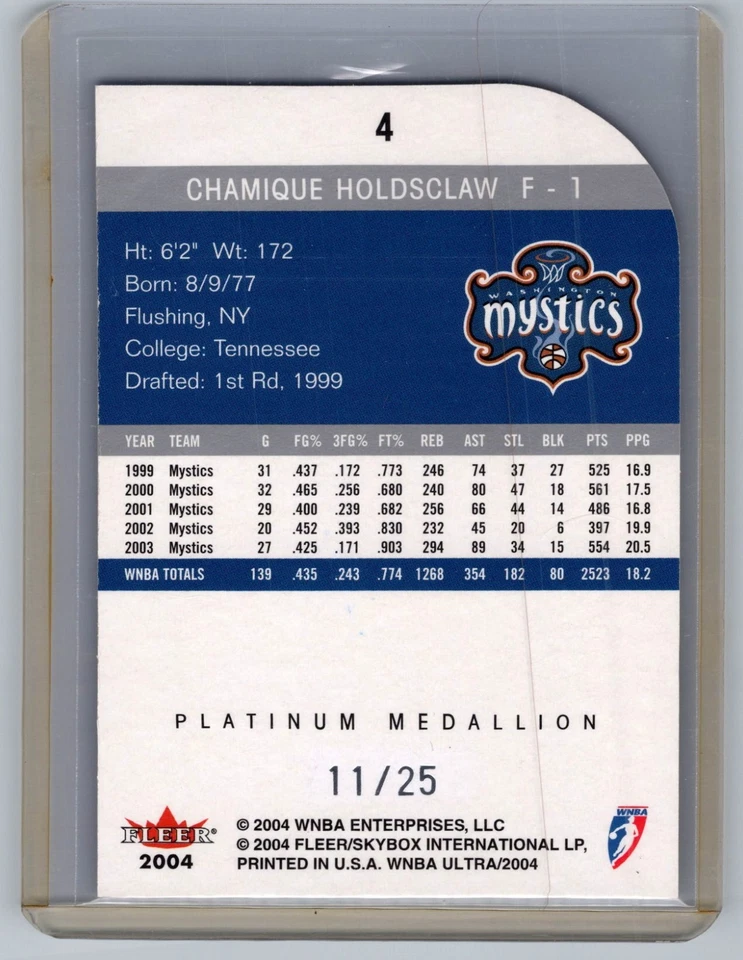 4
CHAMIQUE HOLDSCLAW F - 1
Ht: 6'2" Wt: 172
Born: 8/9/77
Flushing, NY
College: Tennessee
Drafted: 1st Rd, 1999
WASHINGTON
mystics
YEAR TEAM G FG% 3FG% FT% REB AST STL BLK PTS PPG
1999 Mystics 31 .437 .172 .773 246 74 37 27 525 16.9
2000 Mystics 32 .465 .256 .680 240 80 47 18 561 17.5
2001 Mystics 29 .400 .239 .682 256 66 44 14 486 16.8
2002 Mystics 20 .452 .393 .830 232 45 20 6 397 19.9
2003 Mystics 27 .425 .171 .903 294 89 34 15 554 20.5
WNBA TOTALS 139 .435 .243 .774 1268 354 182 80 2523 18.2
PLATINUM MEDALLION
11/25
FLEER®
2004
© 2004 WNBA ENTERPRISES, LLC
© 2004 FLEER/SKYBOX INTERNATIONAL LP,
PRINTED IN U.S.A. WNBA ULTRA/2004
WNBA